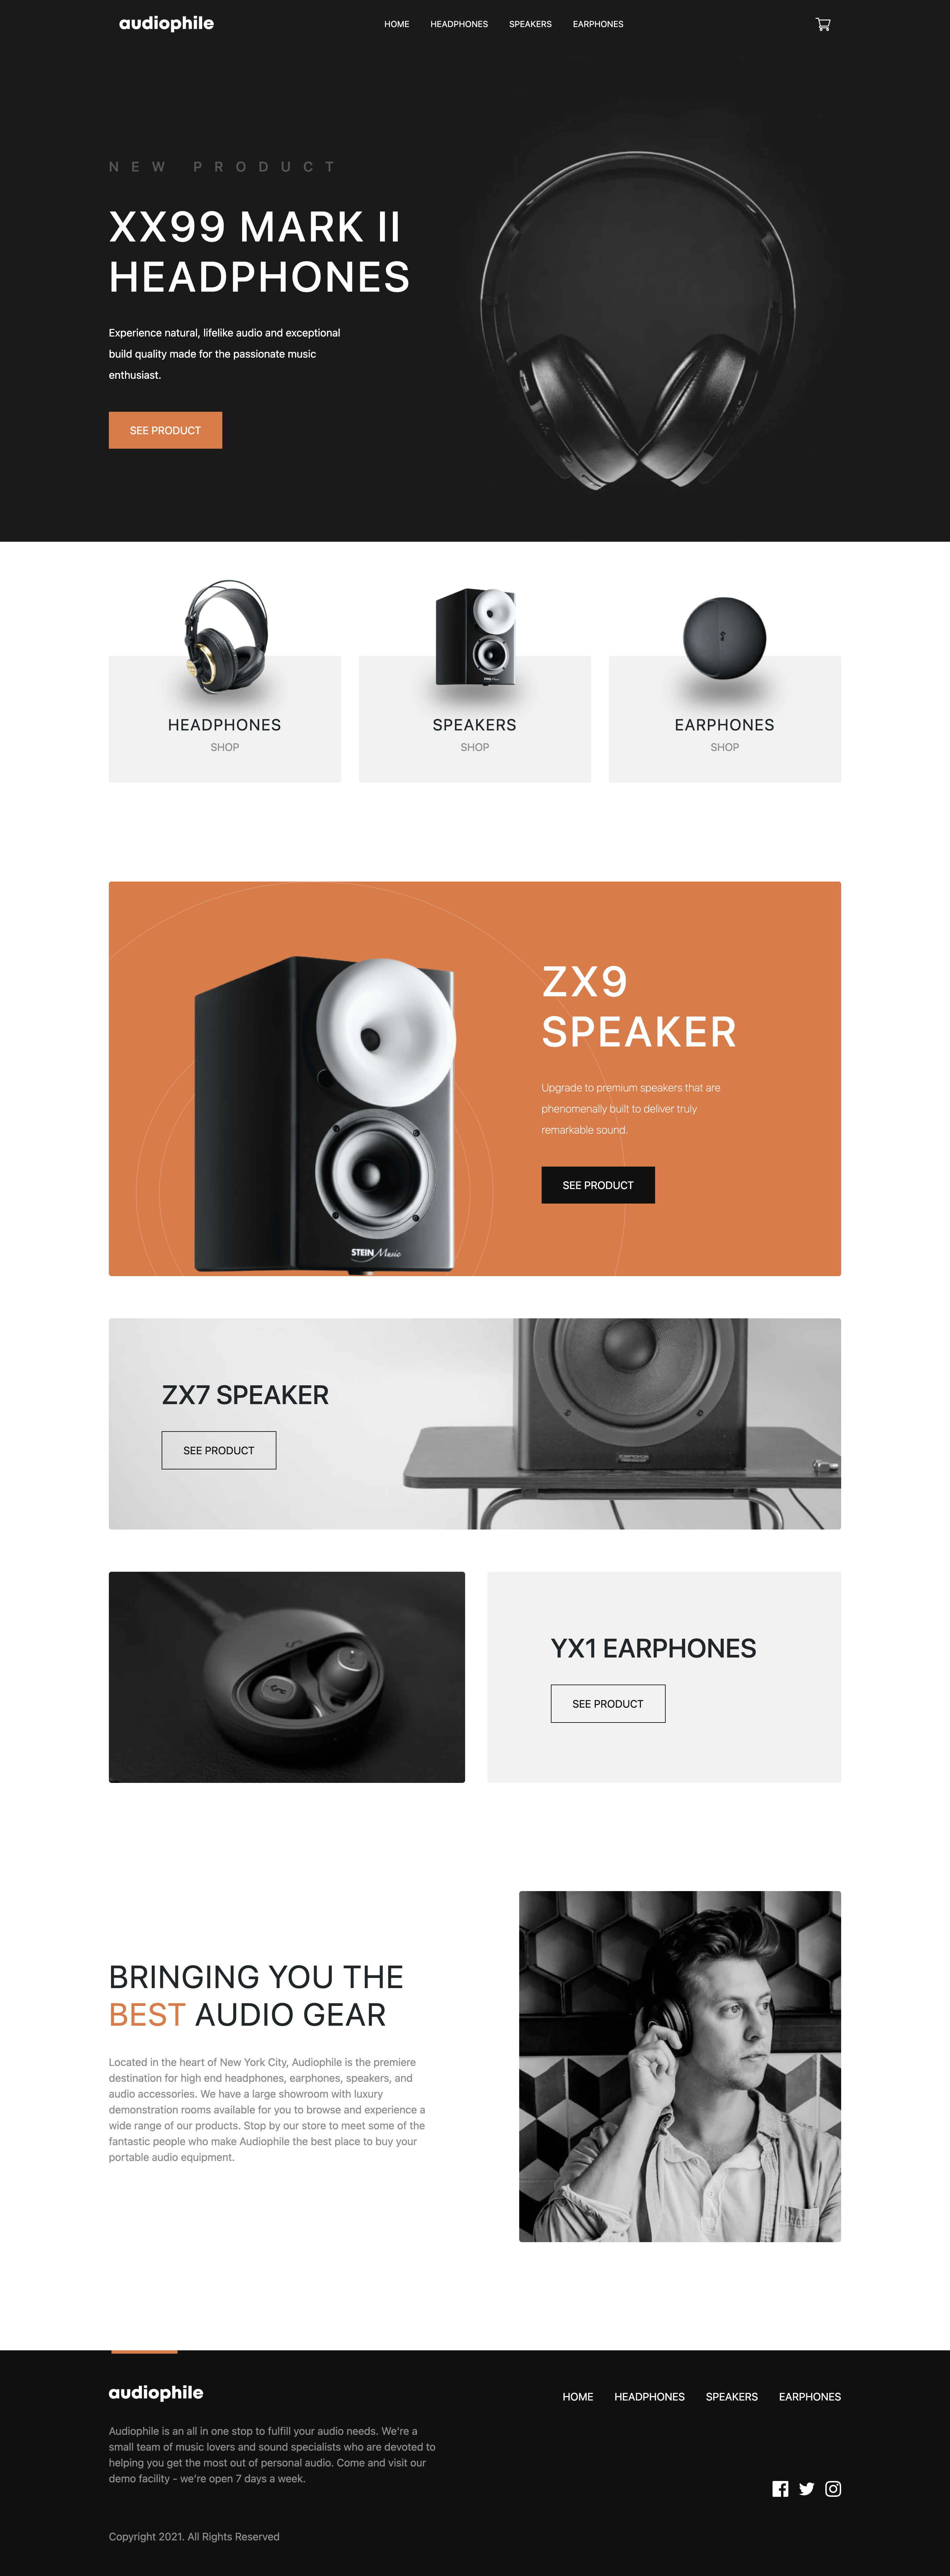 audiophile
HOME HEADPHONES SPEAKERS EARPHONES
NEW PRODUCT
XX99 MARK II
HEADPHONES
Experience natural, lifelike audio and exceptional
build quality made for the passionate music
enthusiast.
SEE PRODUCT
HEADPHONES
SHOP
SPEAKERS
SHOP
EARPHONES
SHOP
ZX9
SPEAKER
Upgrade to premium speakers that are
phenomenally built to deliver truly
remarkable sound.
SEE PRODUCT
STEIN Music
ZX7 SPEAKER
SEE PRODUCT
YX1 EARPHONES
SEE PRODUCT
BRINGING YOU THE
BEST AUDIO GEAR
Located in the heart of New York City, Audiophile is the premiere
destination for high end headphones, earphones, speakers, and
audio accessories. We have a large showroom with luxury
demonstration rooms available for you to browse and experience a
wide range of our products. Stop by our store to meet some of the
fantastic people who make Audiophile the best place to buy your
portable audio equipment.
audiophile
HOME HEADPHONES SPEAKERS EARPHONES
Audiophile is an all in one stop to fulfill your audio needs. We're a
small team of music lovers and sound specialists who are devoted to
helping you get the most out of personal audio. Come and visit our
demo facility - we're open 7 days a week.
Copyright 2021. All Rights Reserved